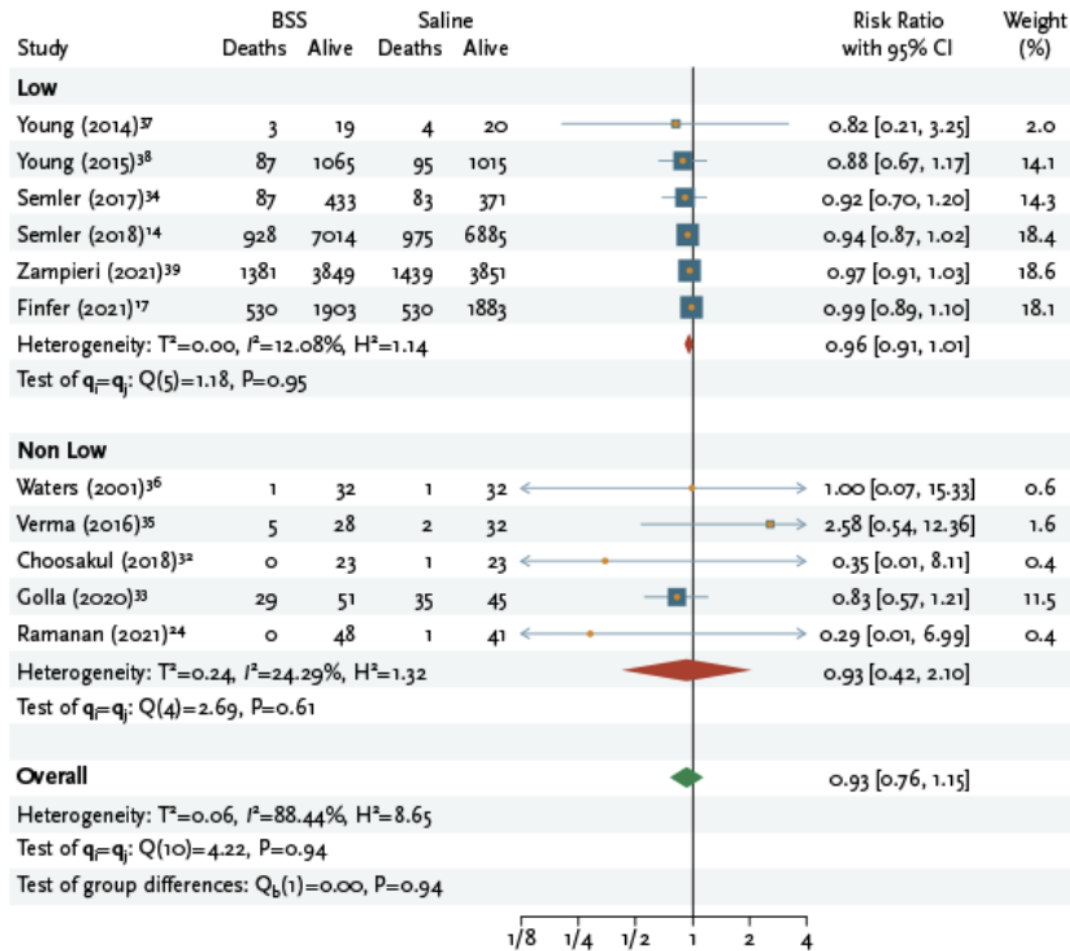 BSS Saline Risk Ratio Weight
Study Deaths Alive Deaths Alive with 95% CI (%)
Low
Young (2014)³⁷ 3 19 4 20 0.82 [0.21, 3.25] 2.0
Young (2015)³⁸ 87 1065 95 1015 0.88 [0.67, 1.17] 14.1
Semler (2017)³⁴ 87 433 83 371 0.92 [0.70, 1.20] 14.3
Semler (2018)¹⁴ 928 7014 975 6885 0.94 [0.87, 1.02] 18.4
Zampieri (2021)³⁹ 1381 3849 1439 3851 0.97 [0.91, 1.03] 18.6
Finfer (2021)¹⁷ 530 1903 530 1883 0.99 [0.89, 1.10] 18.1
Heterogeneity: T²=0.00, I²=12.08%, H²=1.14 0.96 [0.91, 1.01]
Test of qᵢ=qⱼ: Q(5)=1.18, P=0.95
Non Low
Waters (2001)³⁶ 1 32 1 32 1.00 [0.07, 15.33] 0.6
Verma (2016)³⁵ 5 28 2 32 2.58 [0.54, 12.36] 1.6
Choosakul (2018)³² 0 23 1 23 0.35 [0.01, 8.11] 0.4
Golla (2020)³³ 29 51 35 45 0.83 [0.57, 1.21] 11.5
Ramanan (2021)²⁴ 0 48 1 41 0.29 [0.01, 6.99] 0.4
Heterogeneity: T²=0.24, I²=24.29%, H²=1.32 0.93 [0.42, 2.10]
Test of qᵢ=qⱼ: Q(4)=2.69, P=0.61
Overall 0.93 [0.76, 1.15]
Heterogeneity: T²=0.06, I²=88.44%, H²=8.65
Test of qᵢ=qⱼ: Q(10)=4.22, P=0.94
Test of group differences: Q_b(1)=0.00, P=0.94
1/8 1/4 1/2 1 2 4